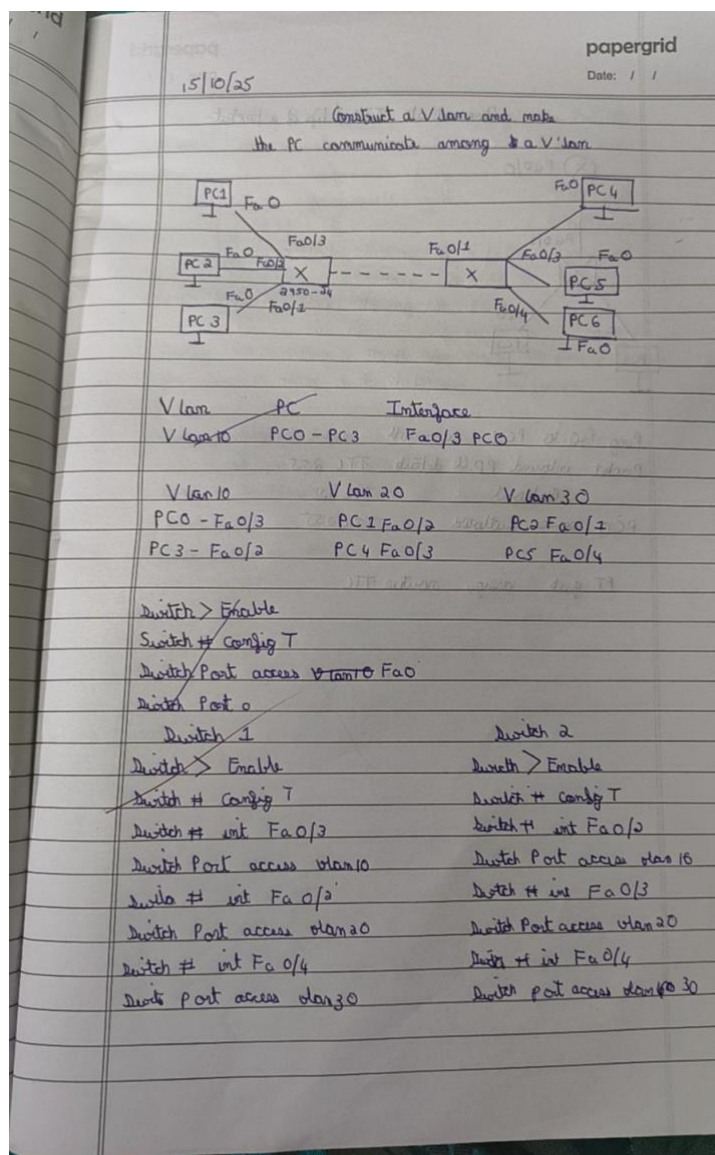 papergrid
Date: / /
15/10/25
Construct a Vlan and make
the PC communicate among a V'lan
PC1 Fa0
Fa0 PC4
Fa0/3
Fa0/1
Fa0/3 Fa0
PC2 Fa0 Fa0/2 X
X
PC5
2950-24
Fa0 Fa0/1
PC3
Fa0/4 PC6
Fa0
Vlan PC Interface
Vlan10 PC0 - PC3 Fa0/3 PC0
Vlan10 Vlan20 Vlan30
PC0 - Fa0/3 PC1 Fa0/2 PC2 Fa0/1
PC3 - Fa0/2 PC4 Fa0/3 PC5 Fa0/4
Switch > Enable
Switch # Config T
Switch Port access Vlan10 Fa0
Switch Port 0
Switch 1 Switch 2
Switch > Enable Switch > Enable
Switch # Config T Switch # Config T
Switch # int Fa0/3 Switch # int Fa0/2
Switch Port access vlan10 Switch Port access vlan 10
Switch # int Fa0/2 Switch # int Fa0/3
Switch Port access vlan20 Switch Port access vlan20
Switch # int Fa0/4 Switch # int Fa0/4
Switch Port access vlan30 Switch Port access vlan 30